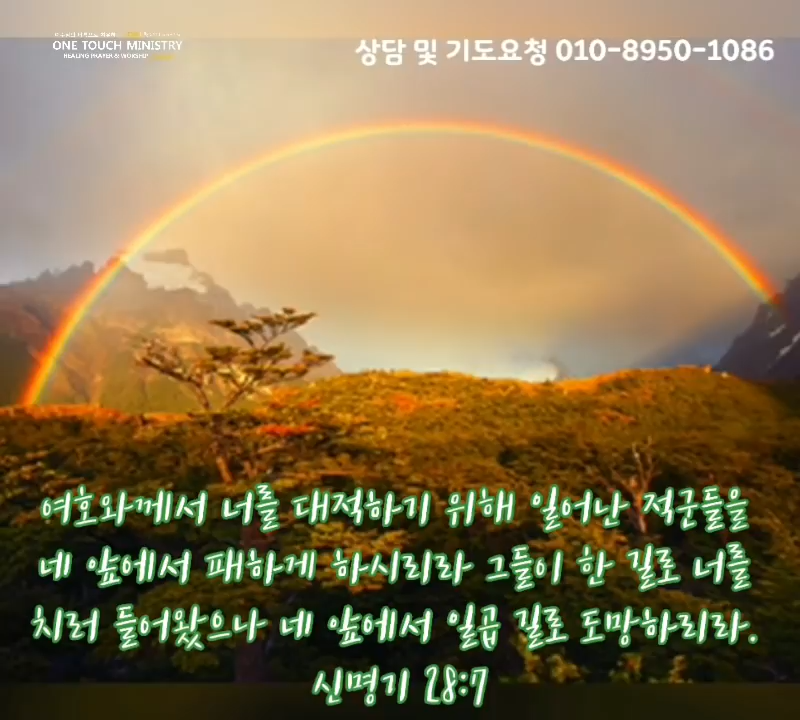 ONE TOUCH MINISTRY
HEALING PRAYER & WORSHIP
상담 및 기도요청 010-8950-1086
여호와께서 너를 대적하기 위해 일어난 적군들을
네 앞에서 패하게 하시리라 그들이 한 길로 너를
치러 들어왔으나 네 앞에서 일곱 길로 도망하리라.
신명기 28:7